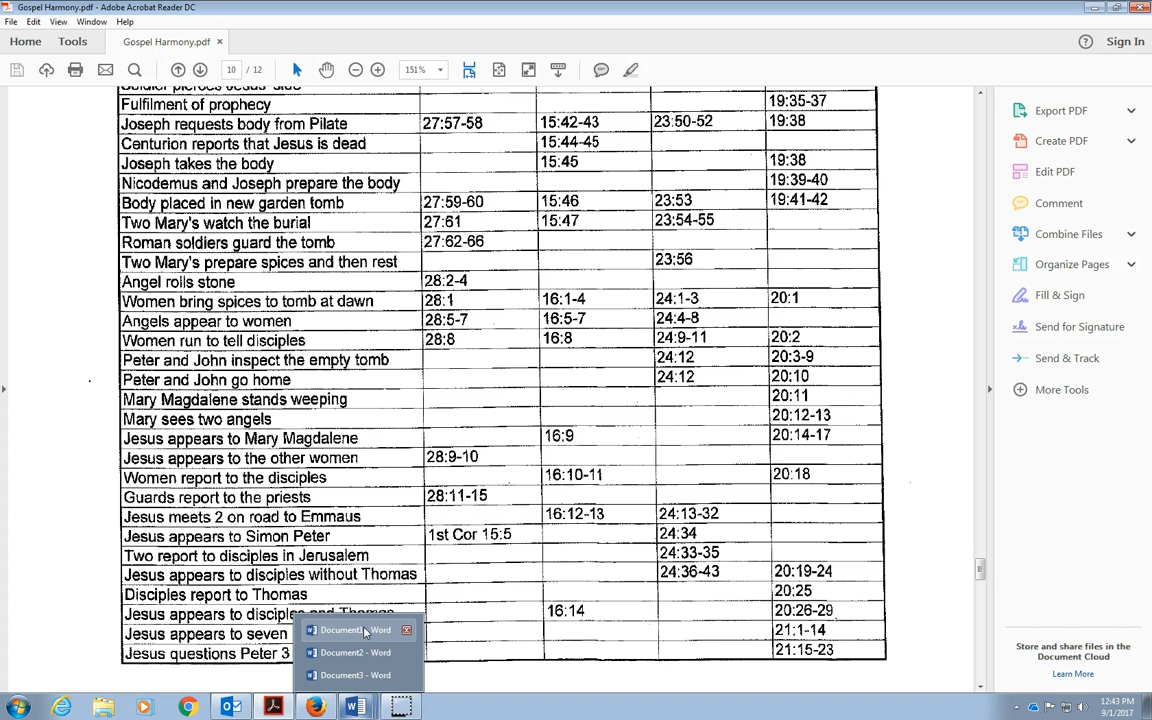 Gospel Harmony.pdf - Adobe Acrobat Reader DC
File Edit View Window Help
Home Tools Gospel Harmony.pdf × Sign In
10 / 12 151%
Soldier pierces Jesus' side
Fulfilment of prophecy 19:35-37
Joseph requests body from Pilate 27:57-58 15:42-43 23:50-52 19:38
Centurion reports that Jesus is dead 15:44-45
Joseph takes the body 15:45 19:38
Nicodemus and Joseph prepare the body 19:39-40
Body placed in new garden tomb 27:59-60 15:46 23:53 19:41-42
Two Mary's watch the burial 27:61 15:47 23:54-55
Roman soldiers guard the tomb 27:62-66
Two Mary's prepare spices and then rest 23:56
Angel rolls stone 28:2-4
Women bring spices to tomb at dawn 28:1 16:1-4 24:1-3 20:1
Angels appear to women 28:5-7 16:5-7 24:4-8
Women run to tell disciples 28:8 16:8 24:9-11 20:2
Peter and John inspect the empty tomb 24:12 20:3-9
Peter and John go home 24:12 20:10
Mary Magdalene stands weeping 20:11
Mary sees two angels 20:12-13
Jesus appears to Mary Magdalene 16:9 20:14-17
Jesus appears to the other women 28:9-10
Women report to the disciples 16:10-11 20:18
Guards report to the priests 28:11-15
Jesus meets 2 on road to Emmaus 16:12-13 24:13-32
Jesus appears to Simon Peter 1st Cor 15:5 24:34
Two report to disciples in Jerusalem 24:33-35
Jesus appears to disciples without Thomas 24:36-43 20:19-24
Disciples report to Thomas 20:25
Jesus appears to disciples and Thomas 16:14 20:26-29
Jesus appears to seven 21:1-14
Jesus questions Peter 3 21:15-23
Document1 - Word
Document2 - Word
Document3 - Word
Export PDF
Create PDF
Edit PDF
Comment
Combine Files
Organize Pages
Fill & Sign
Send for Signature
Send & Track
More Tools
Store and share files in the
Document Cloud
Learn More
12:43 PM
9/1/2017